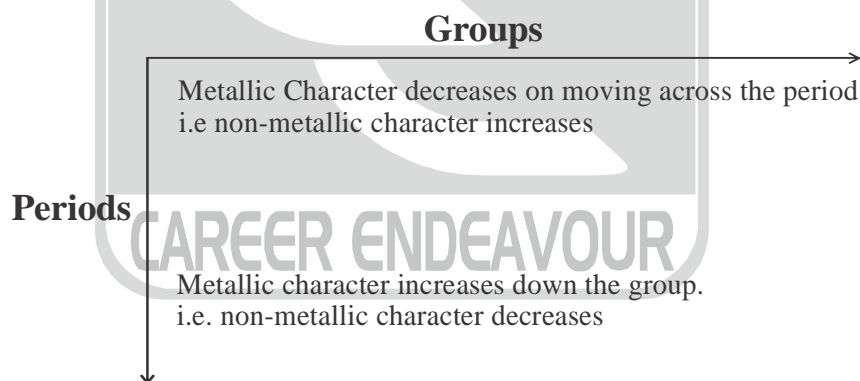 Groups
Metallic Character decreases on moving across the period
i.e non-metallic character increases
Periods
CAREER ENDEAVOUR
Metallic character increases down the group.
i.e. non-metallic character decreases